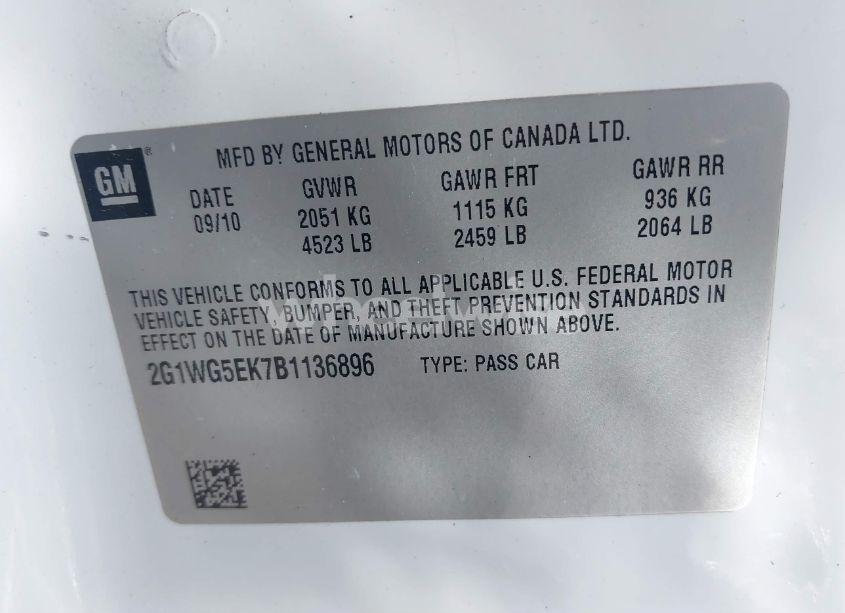 GM®
MFD BY GENERAL MOTORS OF CANADA LTD.
DATE GVWR GAWR FRT GAWR RR
09/10 2051 KG 1115 KG 936 KG
4523 LB 2459 LB 2064 LB
THIS VEHICLE CONFORMS TO ALL APPLICABLE U.S. FEDERAL MOTOR
VEHICLE SAFETY, BUMPER, AND THEFT PREVENTION STANDARDS IN
EFFECT ON THE DATE OF MANUFACTURE SHOWN ABOVE.
2G1WG5EK7B1136896 TYPE: PASS CAR